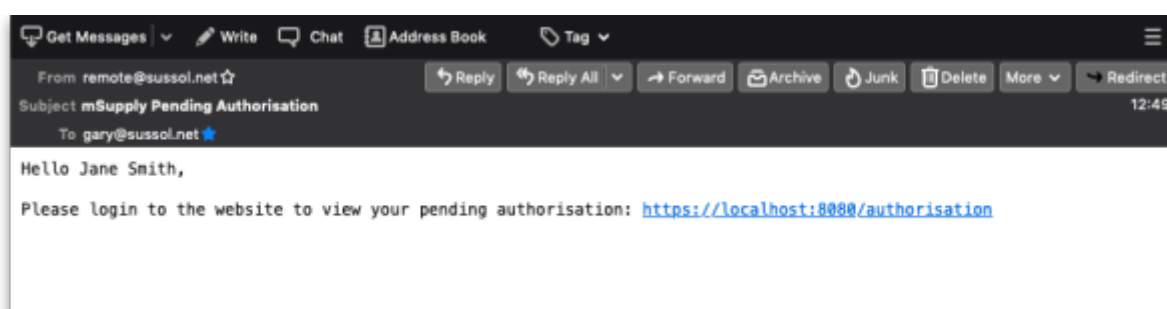 Get Messages Write Chat Address Book Tag
From remote@sussol.net Reply Reply All Forward Archive Junk Delete More Redirect
Subject mSupply Pending Authorisation 12:49
To gary@sussol.net
Hello Jane Smith,
Please login to the website to view your pending authorisation: https://localhost:8080/authorisation